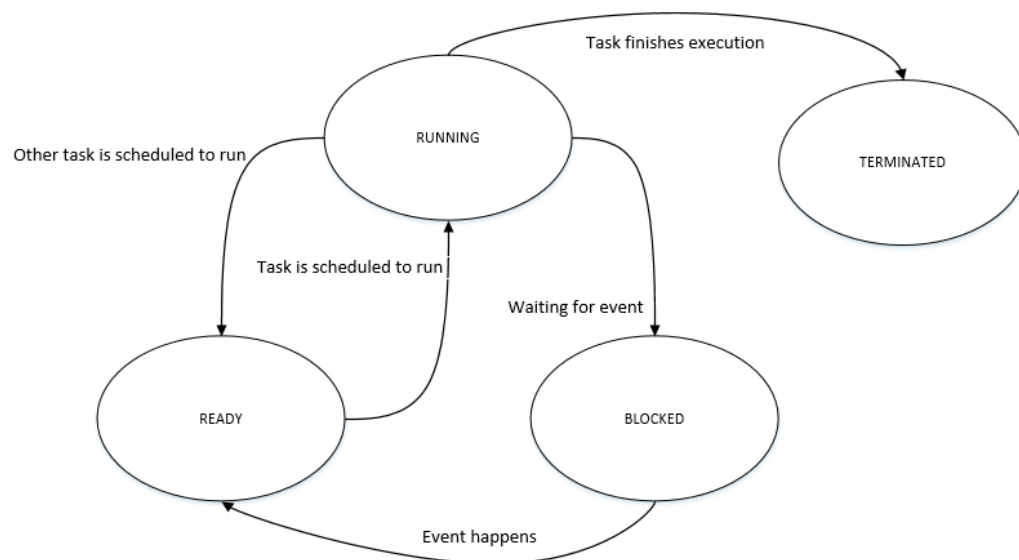 Task finishes execution
RUNNING
Other task is scheduled to run
TERMINATED
Task is scheduled to run
Waiting for event
READY
BLOCKED
Event happens